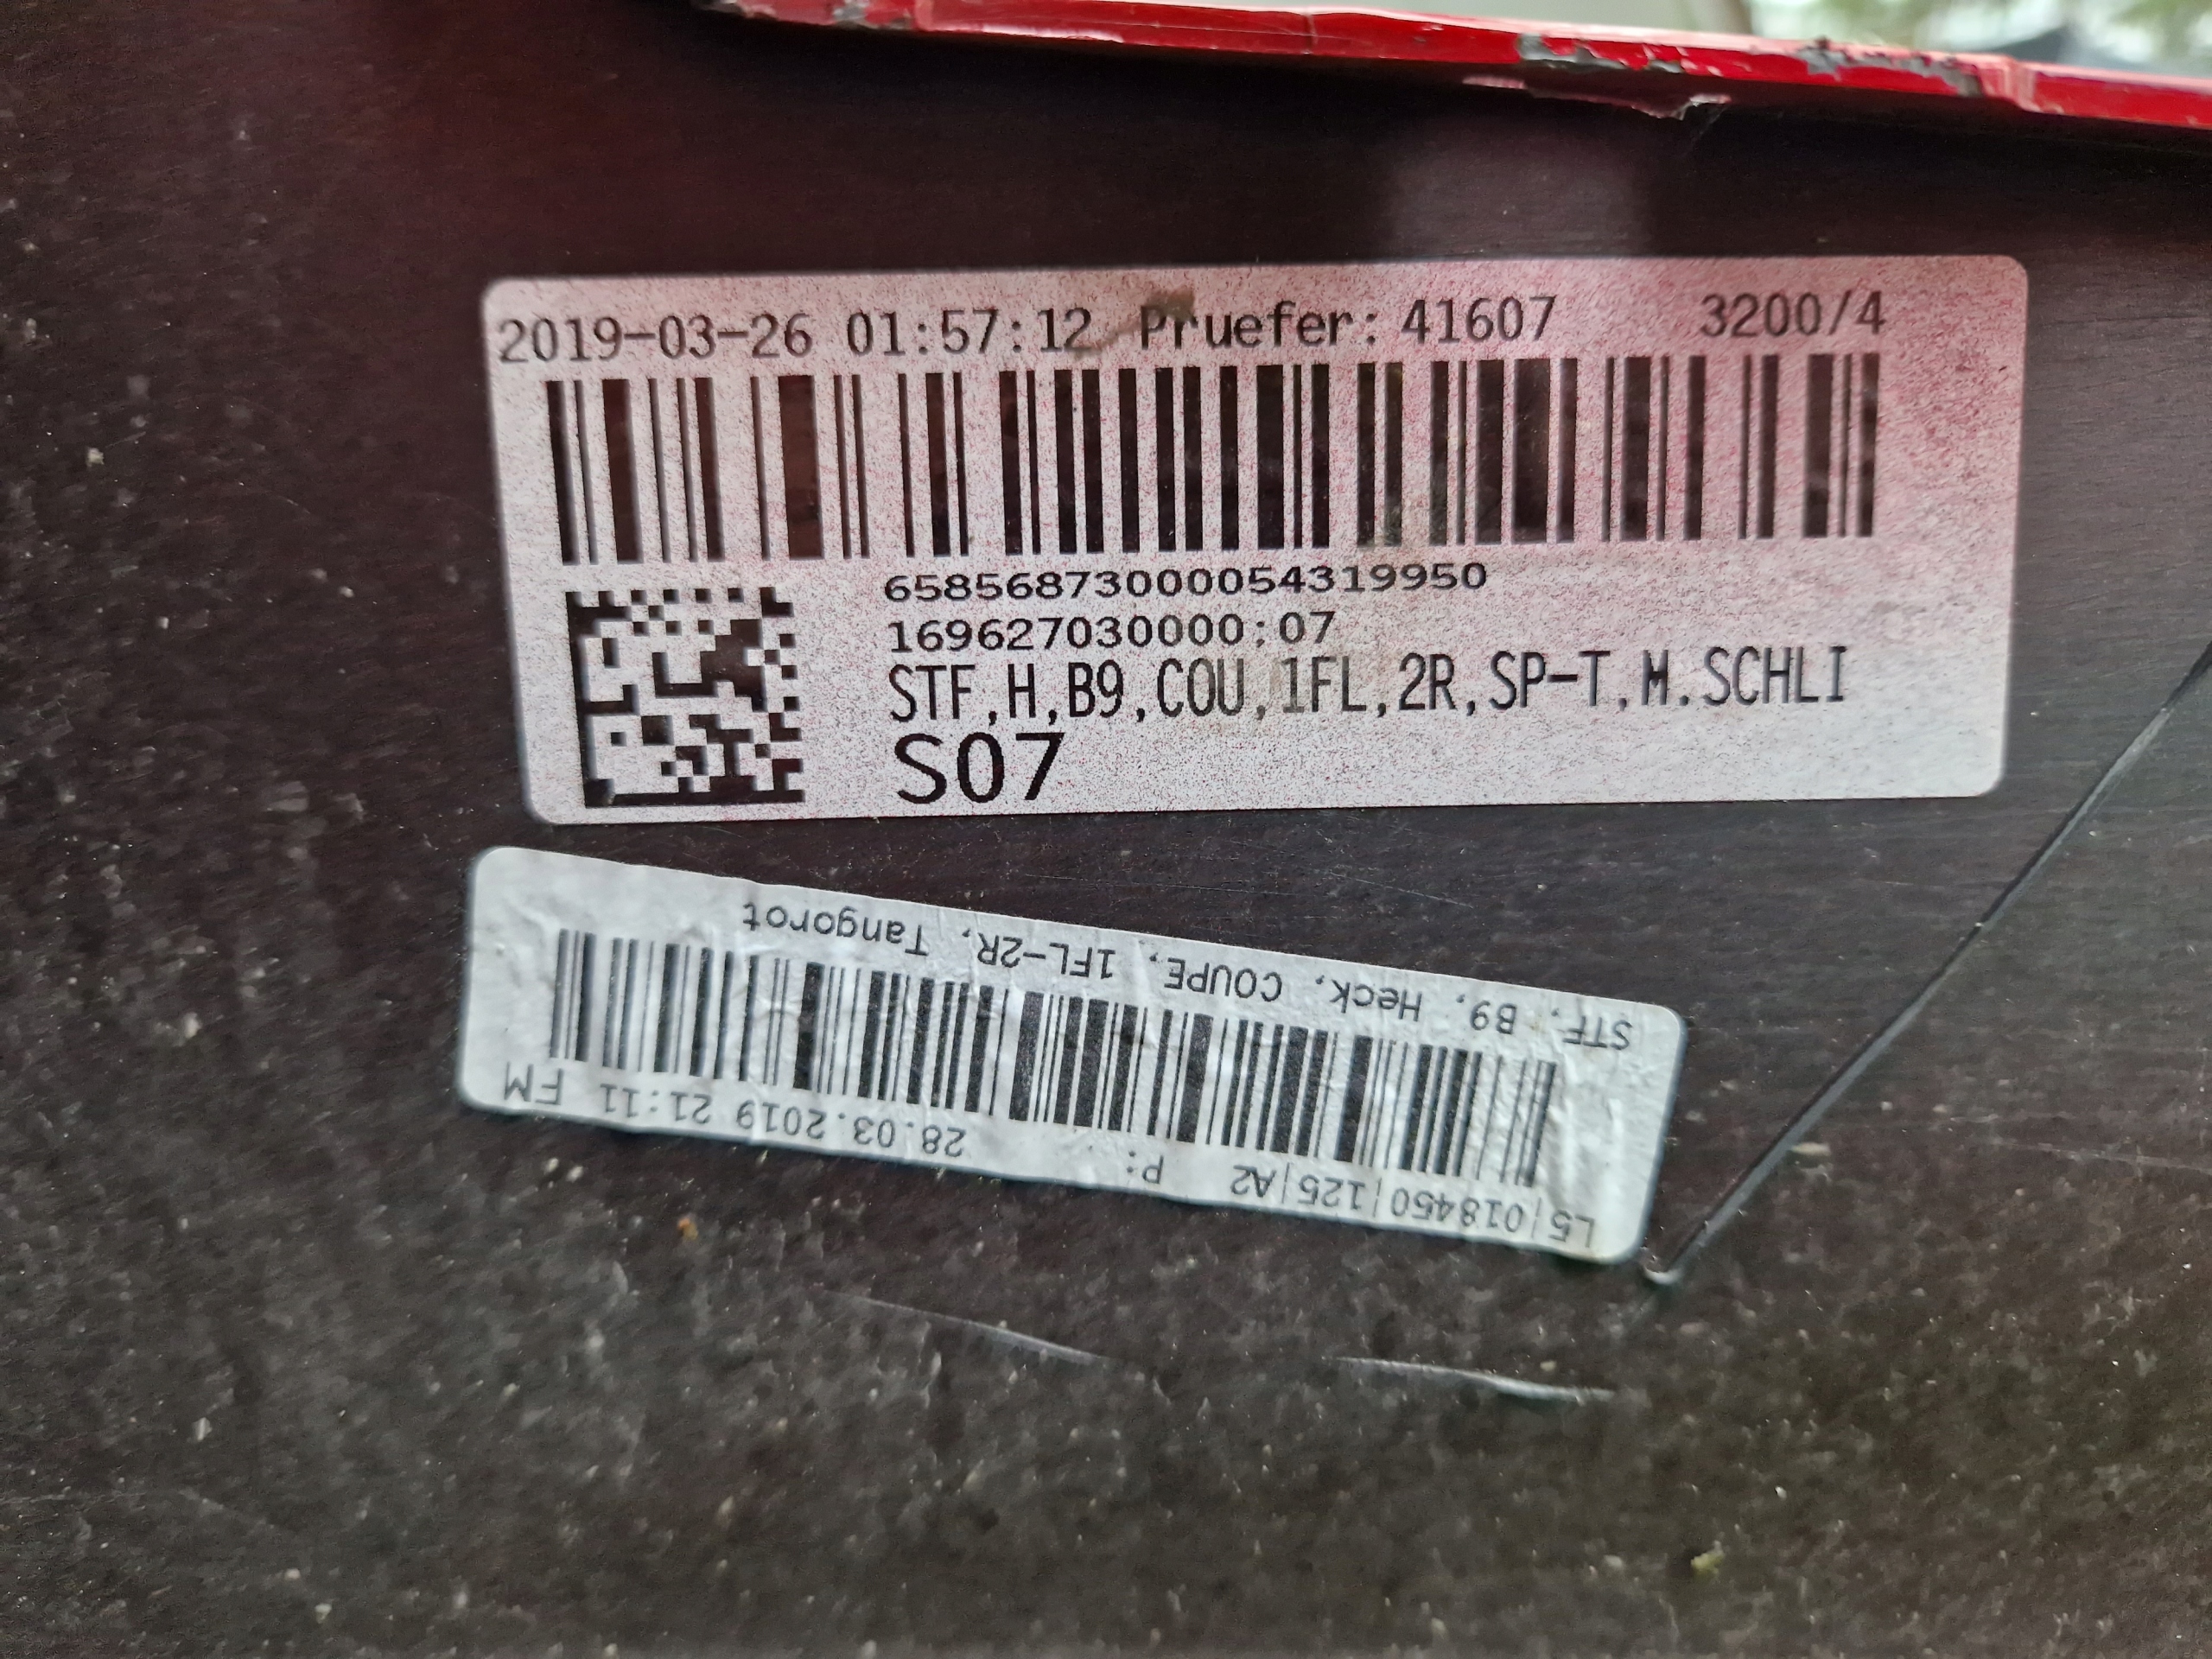 2019-03-26 01:57:12 Pruefer: 41607 3200/4
65856873000054319950
169627030000;07
STF,H,B9,COU,1FL,2R,SP-T,M.SCHLI
S07
STF, B9, Heck, COUPE, 1FL-2R, Tangorot
L5|018450|125|A2 P: 28.03.2019 21:11 FM